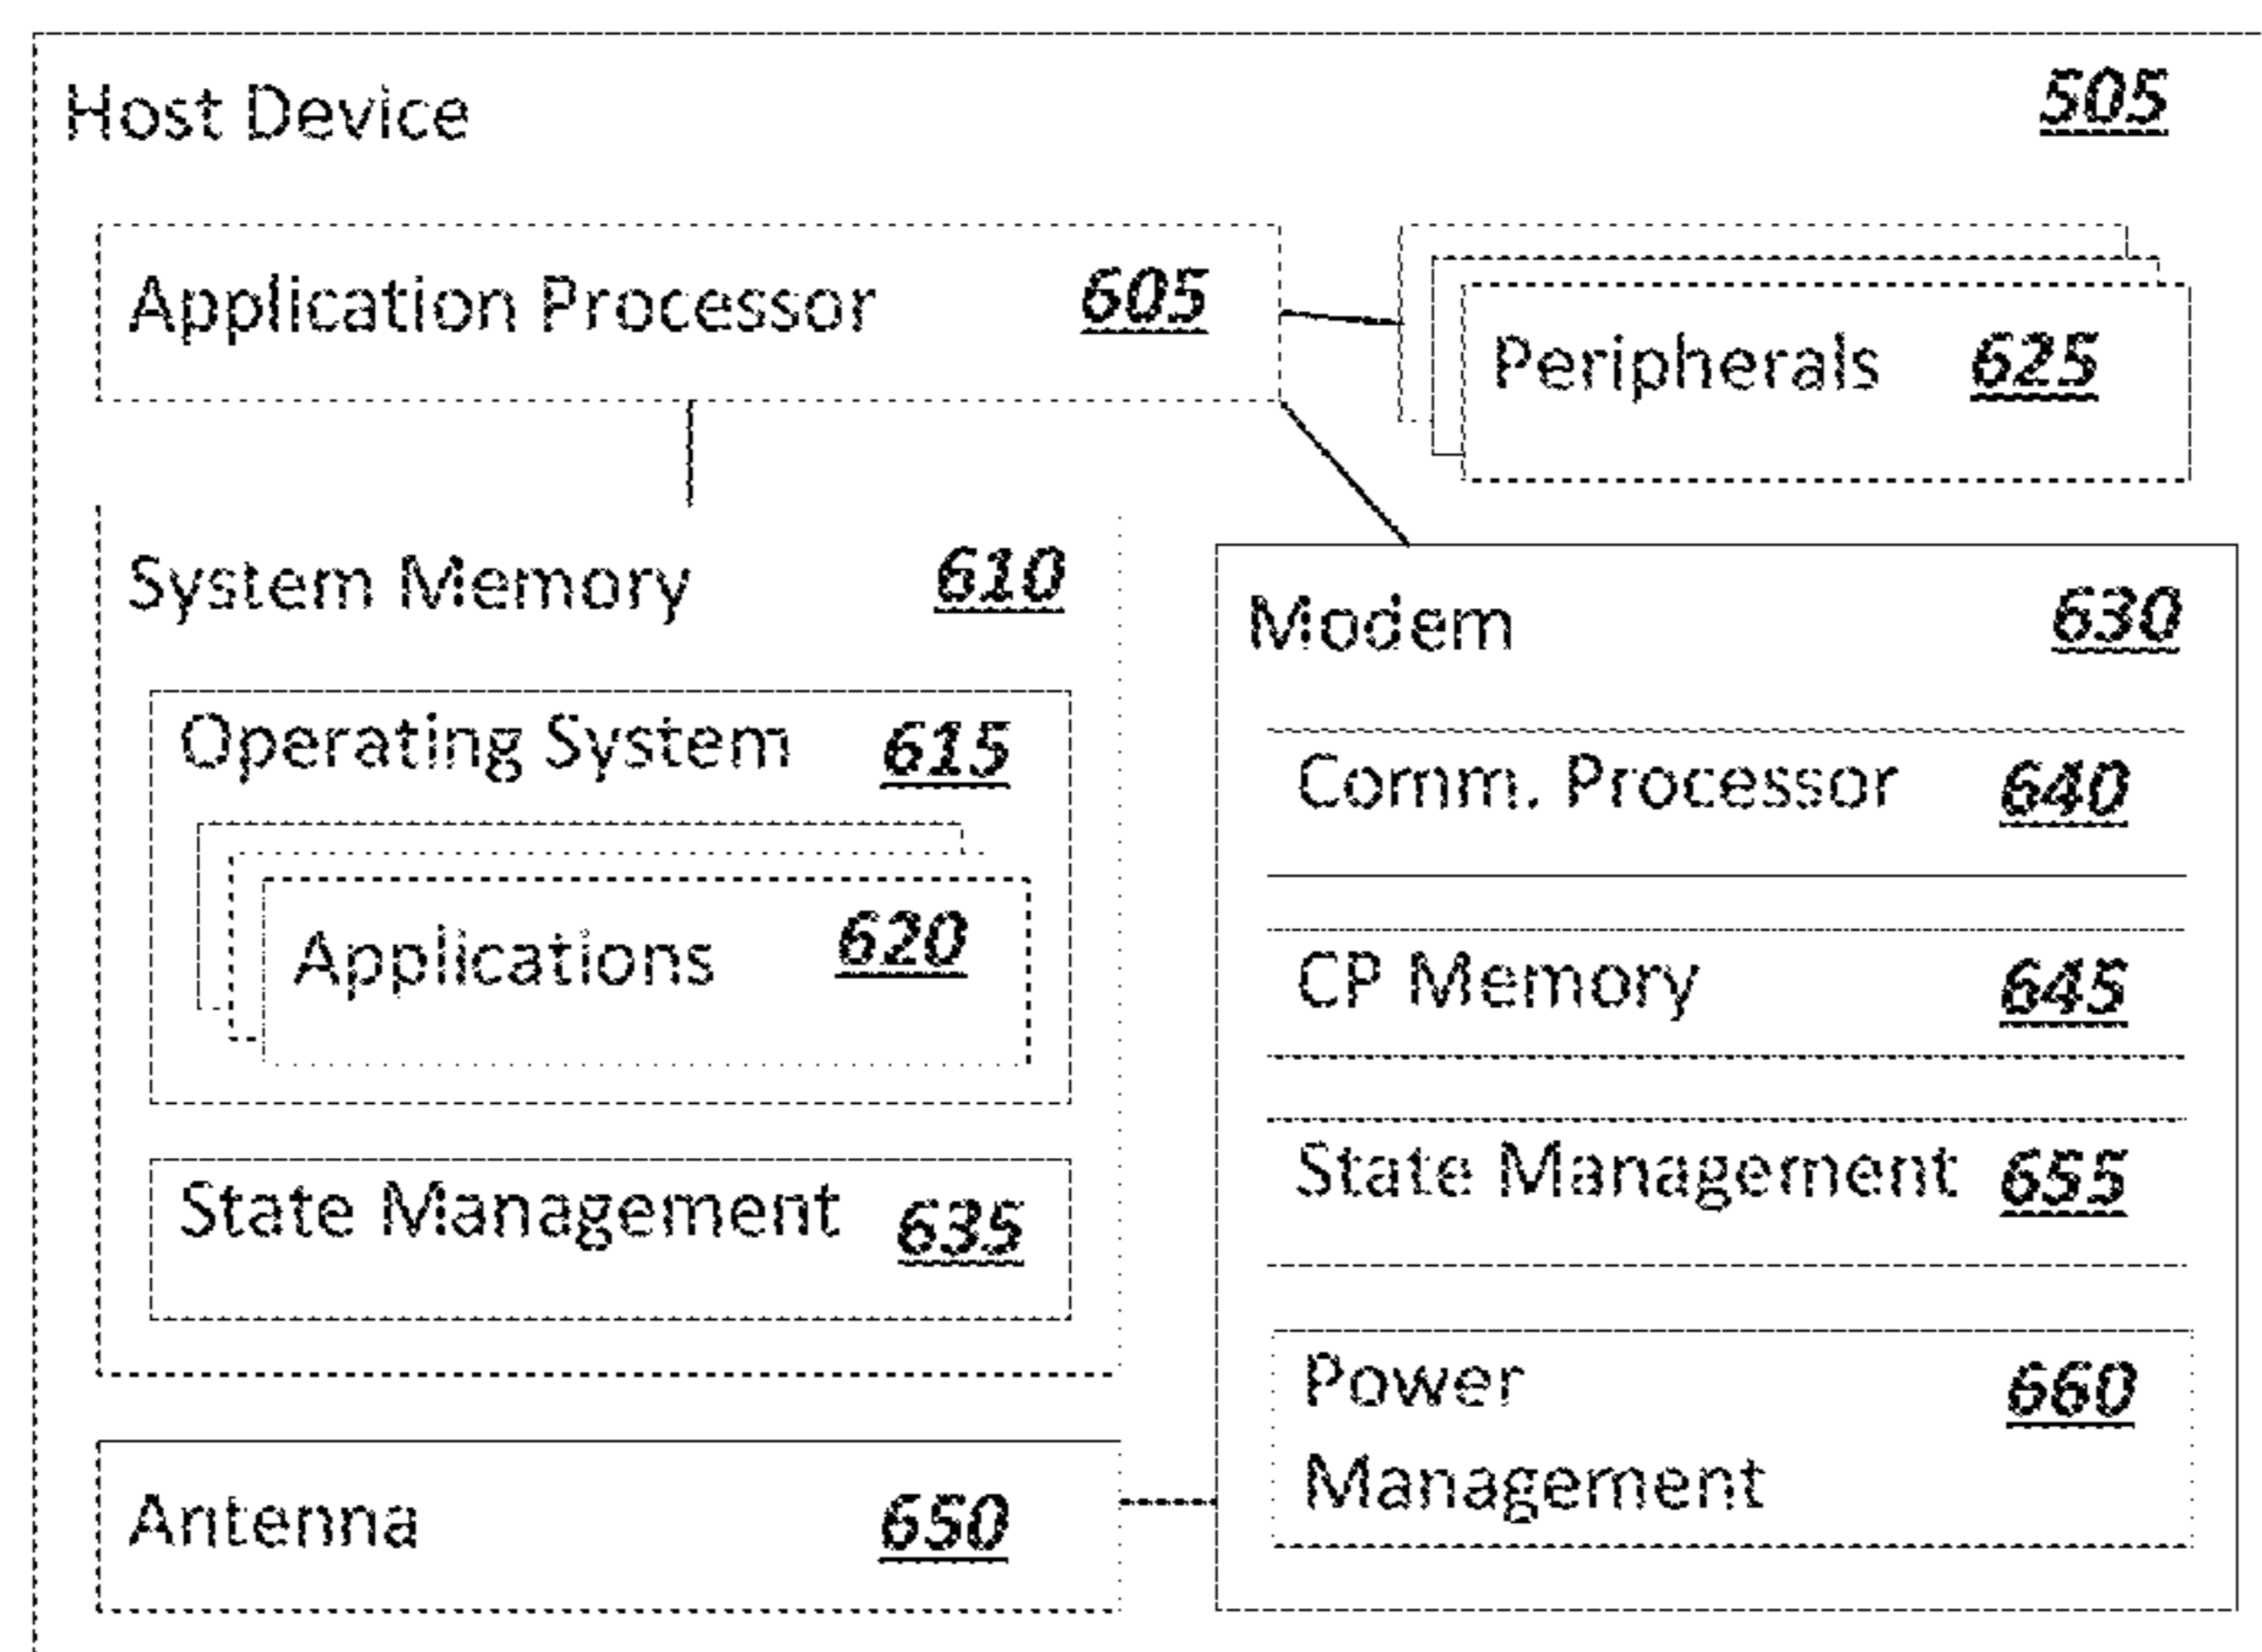 Host Device 505
Application Processor 605
Peripherals 625
System Memory 610
Operating System 615
Applications 620
State Management 635
Antenna 650
Modem 630
Comm. Processor 640
CP Memory 645
State Management 655
Power 660
Management